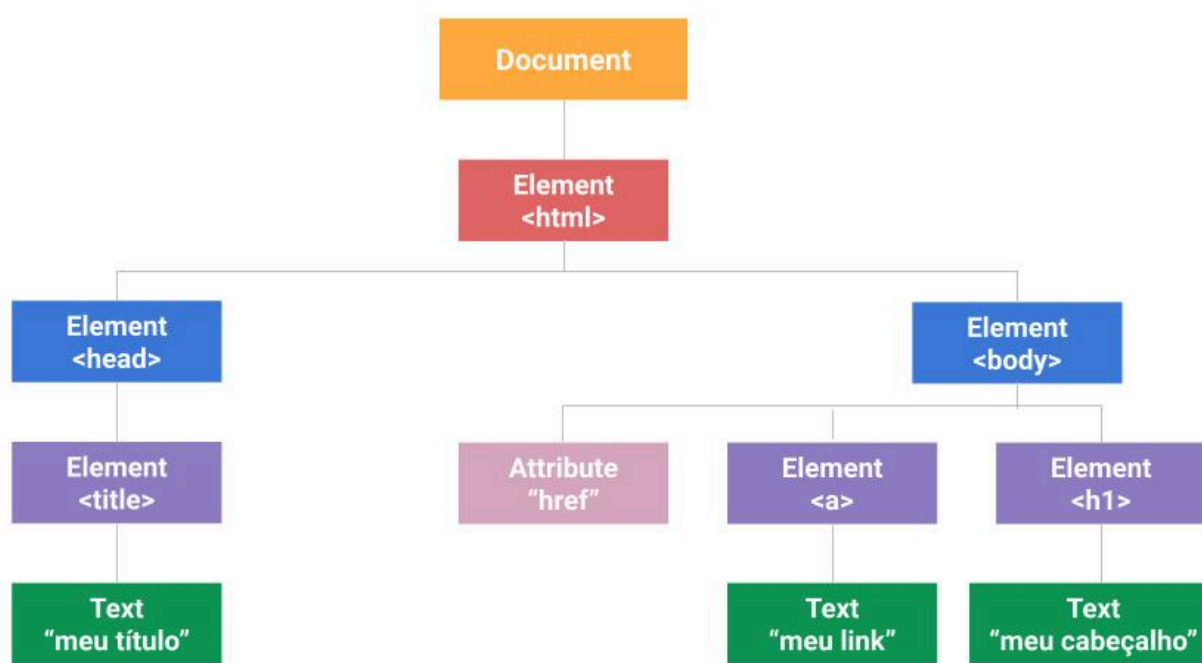 Document
Element
<html>
Element
<head>
Element
<body>
Element
<title>
Attribute
“href”
Element
<a>
Element
<h1>
Text
“meu título”
Text
“meu link”
Text
“meu cabeçalho”